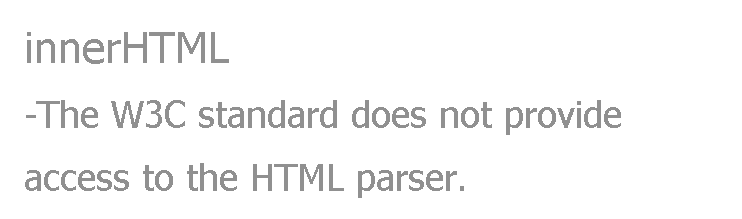 innerHTML
-The W3C standard does not provide
access to the HTML parser.